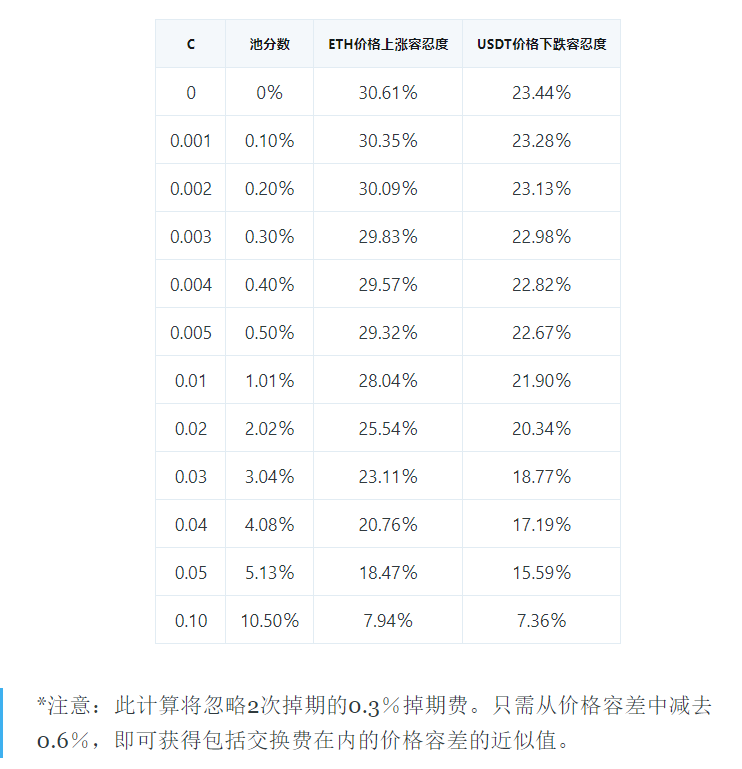 C 池分数 ETH价格上涨容忍度 USDT价格下跌容忍度
0 0% 30.61% 23.44%
0.001 0.10% 30.35% 23.28%
0.002 0.20% 30.09% 23.13%
0.003 0.30% 29.83% 22.98%
0.004 0.40% 29.57% 22.82%
0.005 0.50% 29.32% 22.67%
0.01 1.01% 28.04% 21.90%
0.02 2.02% 25.54% 20.34%
0.03 3.04% 23.11% 18.77%
0.04 4.08% 20.76% 17.19%
0.05 5.13% 18.47% 15.59%
0.10 10.50% 7.94% 7.36%
*注意：此计算将忽略2次掉期的0.3％掉期费。只需从价格容差中减去
0.6％，即可获得包括交换费在内的价格容差的近似值。